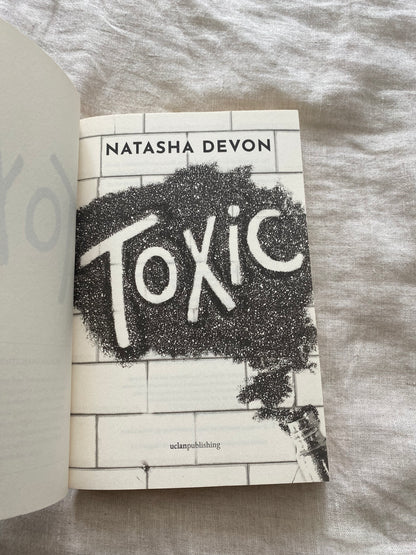 NATASHA DEVON
TOXiC
uclanpublishing